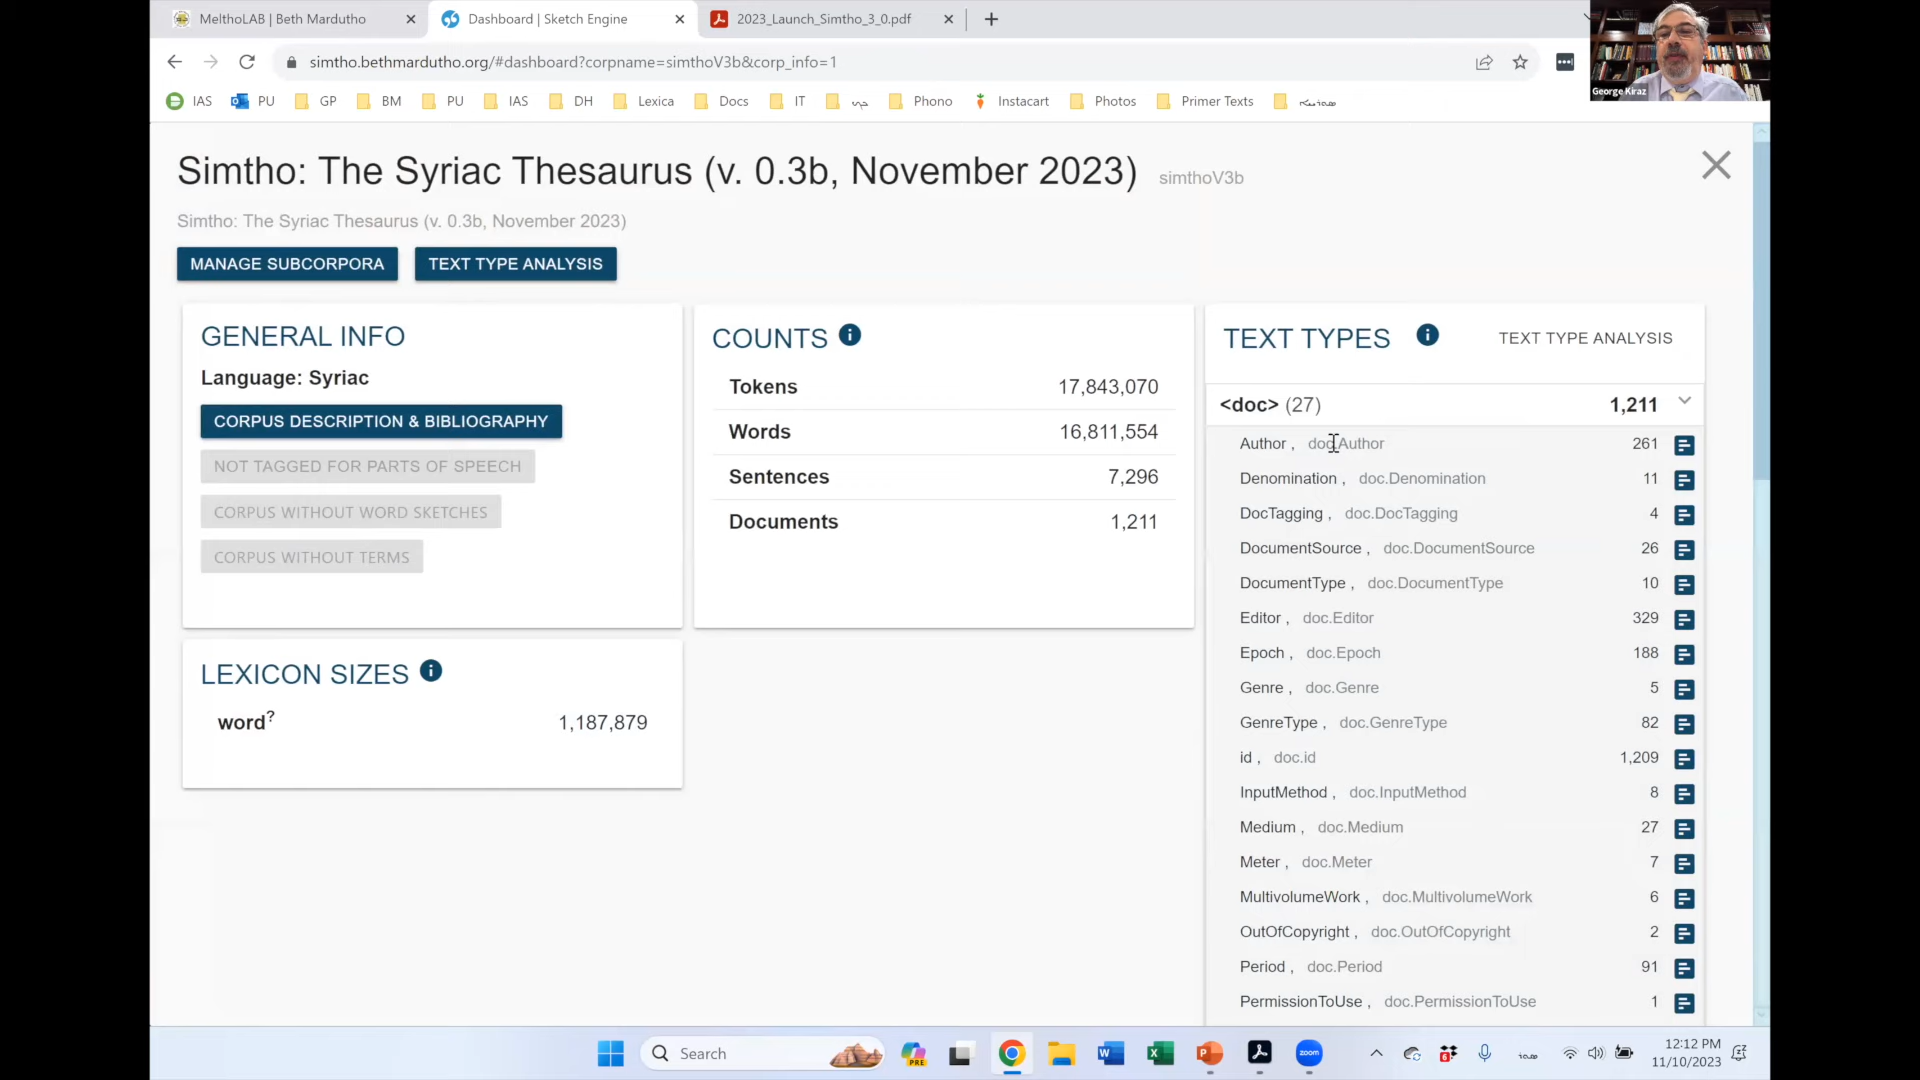 MelthoLAB | Beth Mardutho
Dashboard | Sketch Engine
2023_Launch_Simtho_3_0.pdf
simtho.bethmardutho.org/#dashboard?corpname=simthoV3b&corp_info=1
IAS PU GP BM PU IAS DH Lexica Docs IT Phono Instacart Photos Primer Texts
George Kiraz
Simtho: The Syriac Thesaurus (v. 0.3b, November 2023) simthoV3b
Simtho: The Syriac Thesaurus (v. 0.3b, November 2023)
MANAGE SUBCORPORA TEXT TYPE ANALYSIS
GENERAL INFO
Language: Syriac
CORPUS DESCRIPTION & BIBLIOGRAPHY
NOT TAGGED FOR PARTS OF SPEECH
CORPUS WITHOUT WORD SKETCHES
CORPUS WITHOUT TERMS
LEXICON SIZES
word? 1,187,879
COUNTS
Tokens 17,843,070
Words 16,811,554
Sentences 7,296
Documents 1,211
TEXT TYPES TEXT TYPE ANALYSIS
<doc> (27) 1,211
Author , doc.Author 261
Denomination , doc.Denomination 11
DocTagging , doc.DocTagging 4
DocumentSource , doc.DocumentSource 26
DocumentType , doc.DocumentType 10
Editor , doc.Editor 329
Epoch , doc.Epoch 188
Genre , doc.Genre 5
GenreType , doc.GenreType 82
id , doc.id 1,209
InputMethod , doc.InputMethod 8
Medium , doc.Medium 27
Meter , doc.Meter 7
MultivolumeWork , doc.MultivolumeWork 6
OutOfCopyright , doc.OutOfCopyright 2
Period , doc.Period 91
PermissionToUse , doc.PermissionToUse 1
Search
PRE
zoom
12:12 PM
11/10/2023